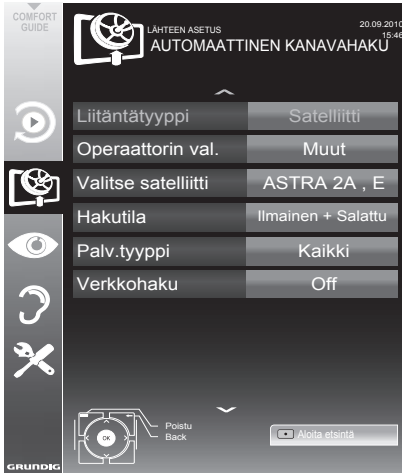 COMFORT
GUIDE
LÄHTEEN ASETUS
20.09.2010
AUTOMAATTINEN KANAVAHAKU
15:46
Liitäntätyyppi Satelliitti
Operaattorin val. Muut
Valitse satelliitti ASTRA 2A , E
Hakutila Ilmainen + Salattu
Palv.tyyppi Kaikki
Verkkohaku Off
Poistu
OK Back
Aloita etsintä
GRUNDIG